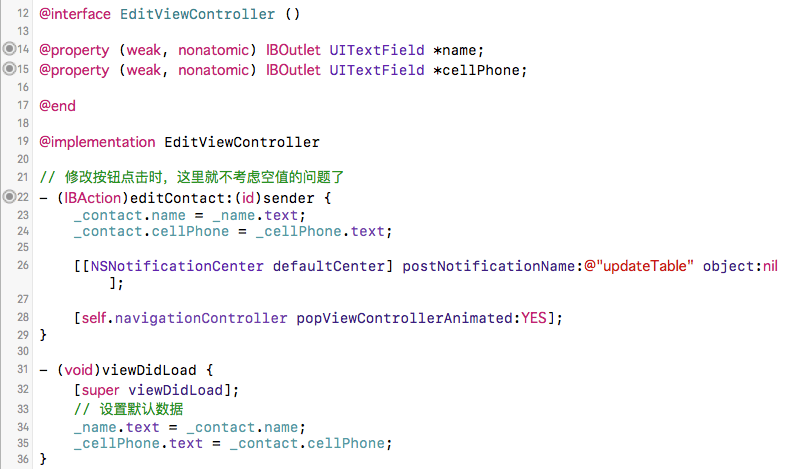 12 @interface EditViewController ()
13
14 @property (weak, nonatomic) IBOutlet UITextField *name;
15 @property (weak, nonatomic) IBOutlet UITextField *cellPhone;
16
17 @end
18
19 @implementation EditViewController
20
21 // 修改按钮点击时，这里就不考虑空值的问题了
22 - (IBAction)editContact:(id)sender {
23     _contact.name = _name.text;
24     _contact.cellPhone = _cellPhone.text;
25
26     [[NSNotificationCenter defaultCenter] postNotificationName:@"updateTable" object:nil
        ];
27
28     [self.navigationController popViewControllerAnimated:YES];
29 }
30
31 - (void)viewDidLoad {
32     [super viewDidLoad];
33     // 设置默认数据
34     _name.text = _contact.name;
35     _cellPhone.text = _contact.cellPhone;
36 }